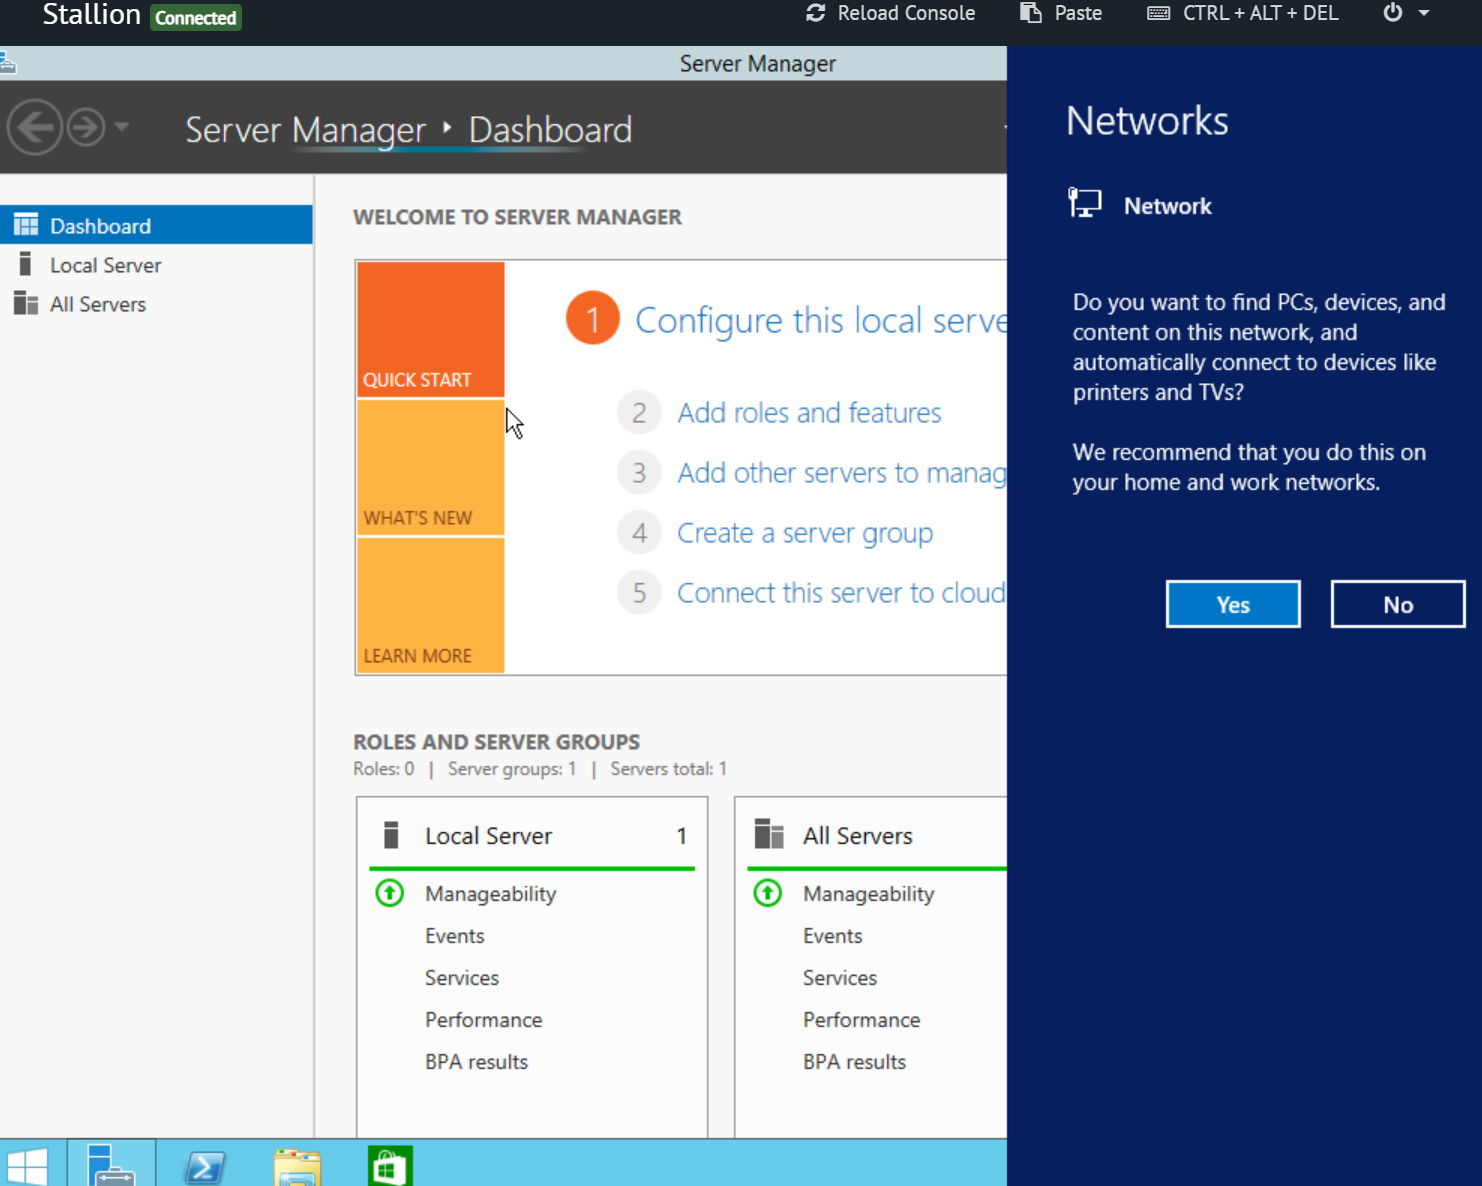 Stallion Connected
Reload Console
Paste
CTRL + ALT + DEL
Server Manager
Server Manager Dashboard
Dashboard
Local Server
All Servers
WELCOME TO SERVER MANAGER
QUICK START
WHAT'S NEW
LEARN MORE
1 Configure this local serve
2 Add roles and features
3 Add other servers to manag
4 Create a server group
5 Connect this server to cloud
ROLES AND SERVER GROUPS
Roles: 0 | Server groups: 1 | Servers total: 1
Local Server 1
Manageability
Events
Services
Performance
BPA results
All Servers
Manageability
Events
Services
Performance
BPA results
Networks
Network
Do you want to find PCs, devices, and
content on this network, and
automatically connect to devices like
printers and TVs?
We recommend that you do this on
your home and work networks.
Yes
No